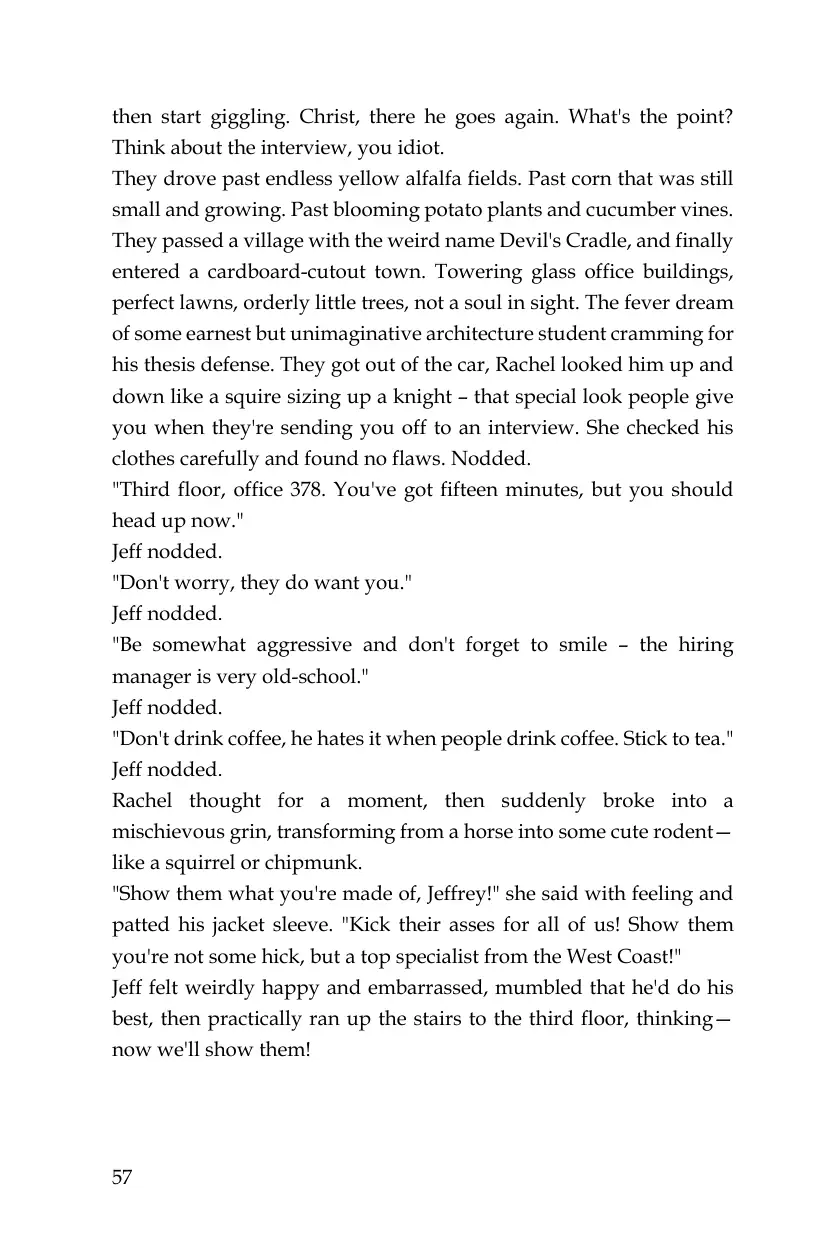 then start giggling. Christ, there he goes again. What's the point?
Think about the interview, you idiot.
They drove past endless yellow alfalfa fields. Past corn that was still
small and growing. Past blooming potato plants and cucumber vines.
They passed a village with the weird name Devil's Cradle, and finally
entered a cardboard-cutout town. Towering glass office buildings,
perfect lawns, orderly little trees, not a soul in sight. The fever dream
of some earnest but unimaginative architecture student cramming for
his thesis defense. They got out of the car, Rachel looked him up and
down like a squire sizing up a knight – that special look people give
you when they're sending you off to an interview. She checked his
clothes carefully and found no flaws. Nodded.
"Third floor, office 378. You've got fifteen minutes, but you should
head up now."
Jeff nodded.
"Don't worry, they do want you."
Jeff nodded.
"Be somewhat aggressive and don't forget to smile – the hiring
manager is very old-school."
Jeff nodded.
"Don't drink coffee, he hates it when people drink coffee. Stick to tea."
Jeff nodded.
Rachel thought for a moment, then suddenly broke into a
mischievous grin, transforming from a horse into some cute rodent—
like a squirrel or chipmunk.
"Show them what you're made of, Jeffrey!" she said with feeling and
patted his jacket sleeve. "Kick their asses for all of us! Show them
you're not some hick, but a top specialist from the West Coast!"
Jeff felt weirdly happy and embarrassed, mumbled that he'd do his
best, then practically ran up the stairs to the third floor, thinking—
now we'll show them!
57